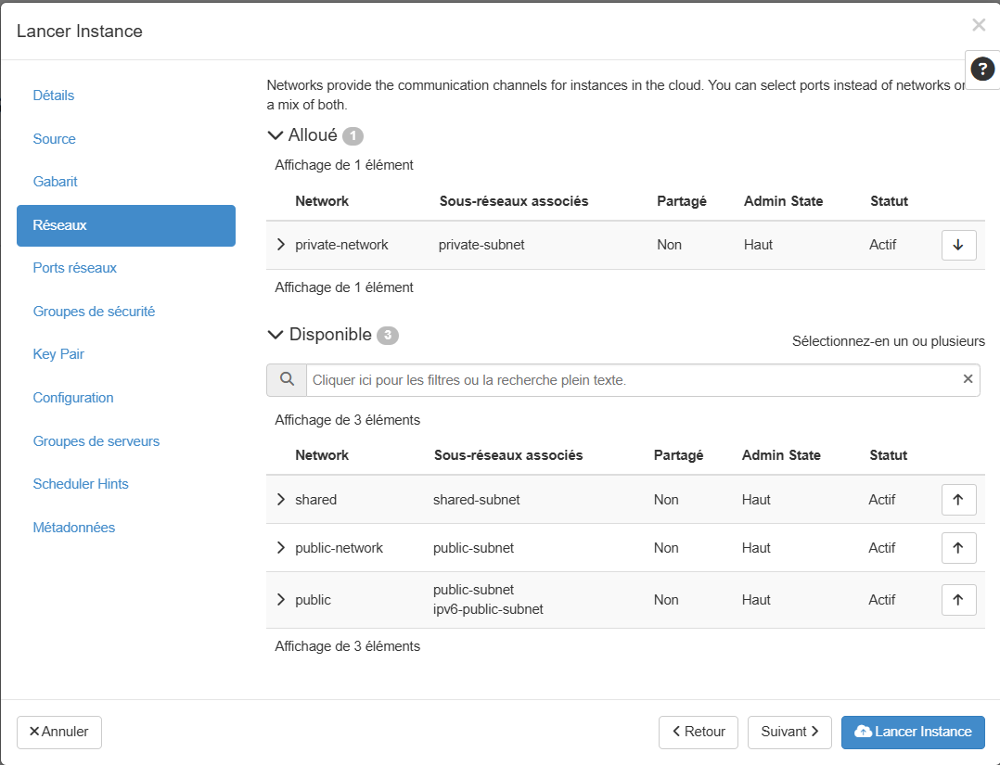 Lancer Instance
×
?
Détails
Source
Gabarit
Réseaux
Ports réseaux
Groupes de sécurité
Key Pair
Configuration
Groupes de serveurs
Scheduler Hints
Métadonnées
Networks provide the communication channels for instances in the cloud. You can select ports instead of networks or
a mix of both.
Alloué 1
Affichage de 1 élément
Network Sous-réseaux associés Partagé Admin State Statut
private-network private-subnet Non Haut Actif
Affichage de 1 élément
Disponible 3
Sélectionnez-en un ou plusieurs
Cliquer ici pour les filtres ou la recherche plein texte.
Affichage de 3 éléments
Network Sous-réseaux associés Partagé Admin State Statut
shared shared-subnet Non Haut Actif
public-network public-subnet Non Haut Actif
public public-subnet Non Haut Actif
ipv6-public-subnet
Affichage de 3 éléments
×Annuler
Retour
Suivant
Lancer Instance